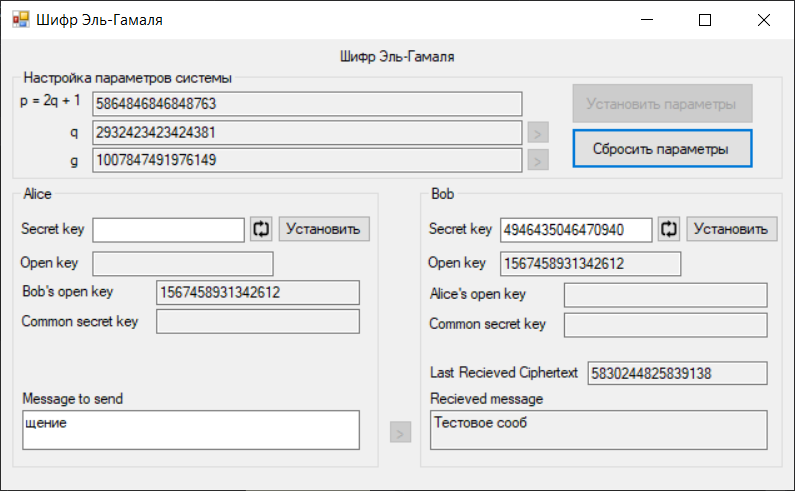 Шифр Эль-Гамаля
Шифр Эль-Гамаля
Настройка параметров системы
p = 2q + 1 5864846846848763 Установить параметры
q 2932423423424381 >
g 1007847491976149 > Сбросить параметры
Alice
Secret key Установить
Open key
Bob's open key 1567458931342612
Common secret key
Message to send
щение
>
Bob
Secret key 4946435046470940 Установить
Open key 1567458931342612
Alice's open key
Common secret key
Last Recieved Ciphertext 5830244825839138
Recieved message
Тестовое сооб